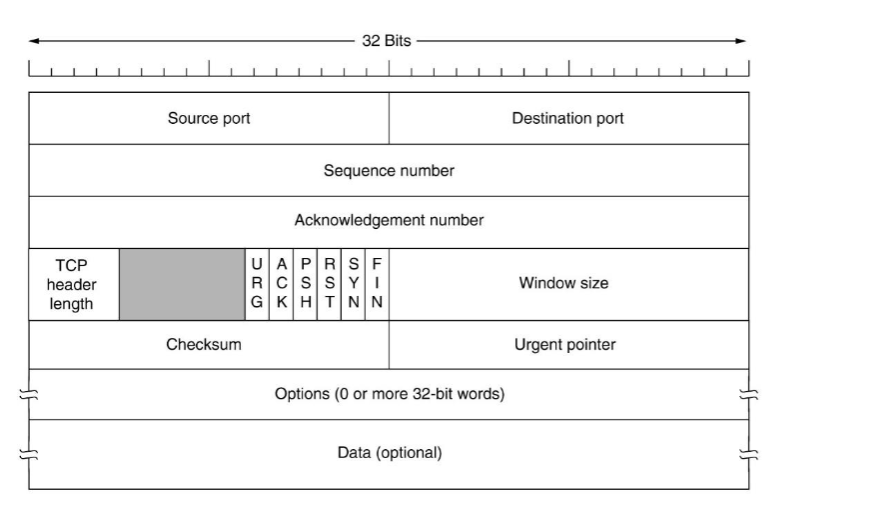 32 Bits
Source port
Destination port
Sequence number
Acknowledgement number
TCP
header
length
URG
ACK
PSH
RST
SYN
FIN
Window size
Checksum
Urgent pointer
Options (0 or more 32-bit words)
Data (optional)